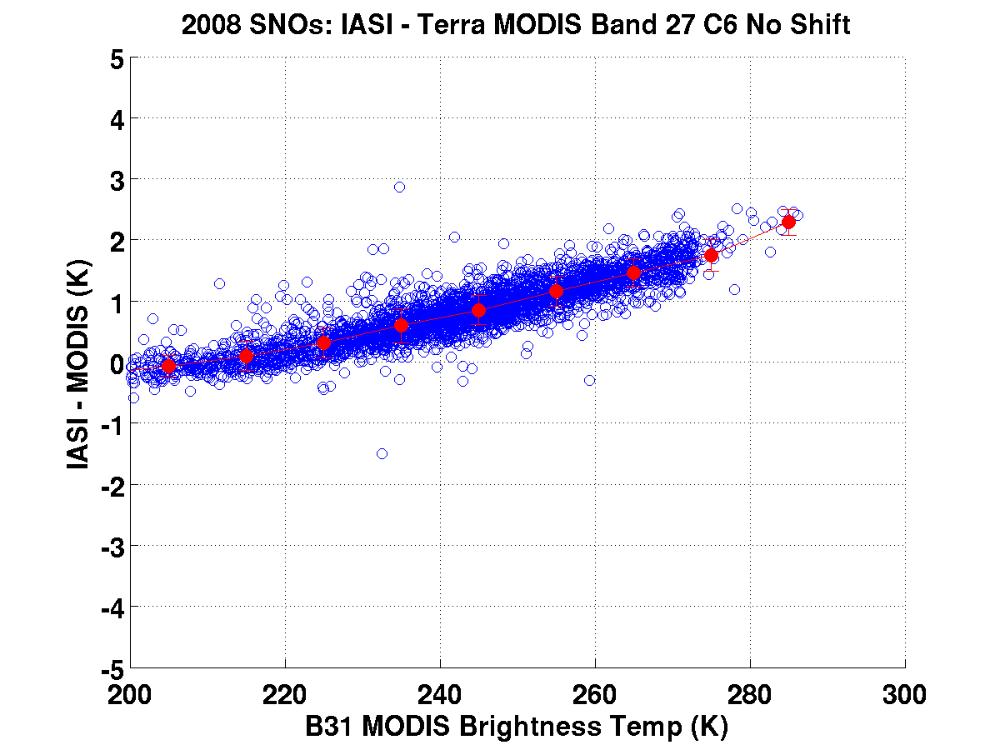 2008 SNOs: IASI - Terra MODIS Band 27 C6 No Shift
5
4
3
2
1
0
-1
-2
-3
-4
-5
IASI - MODIS (K)
200 220 240 260 280 300
B31 MODIS Brightness Temp (K)